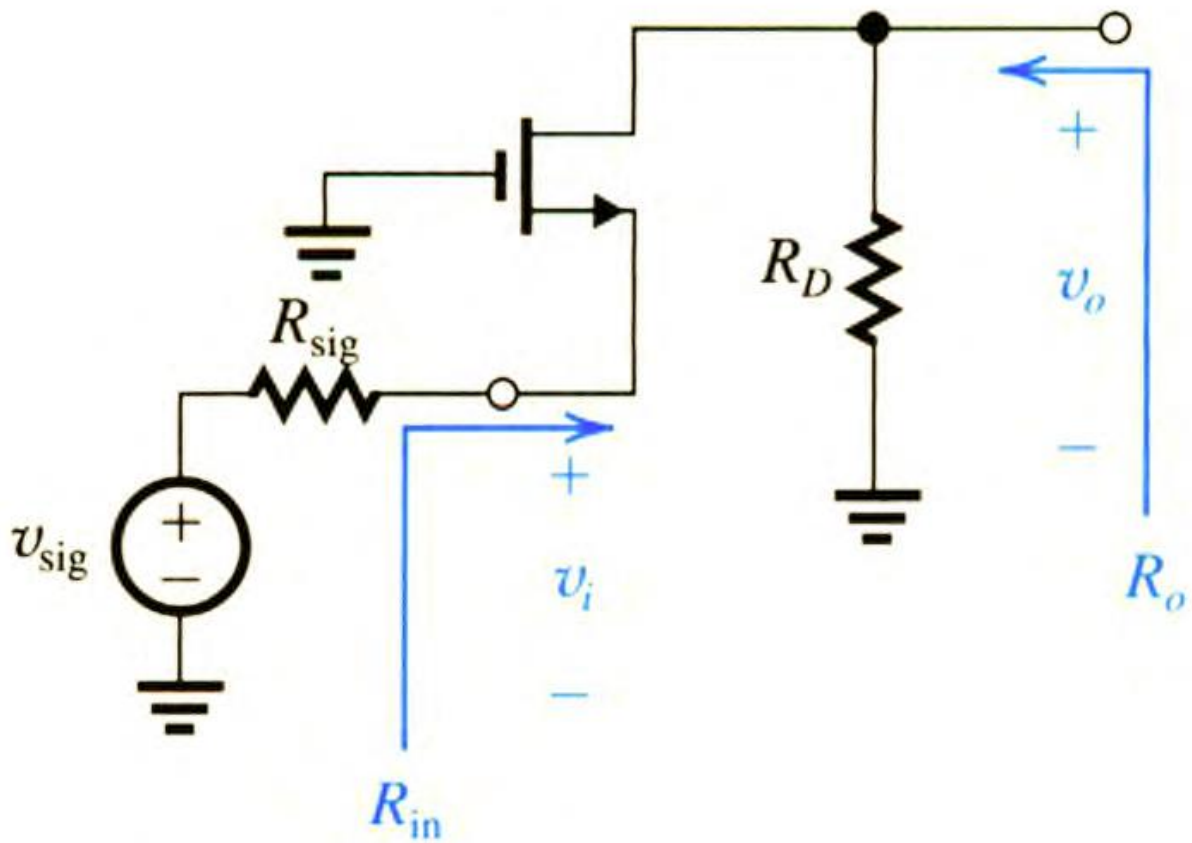 R_D
+
v_o
−
R_sig
v_sig
+
−
+
v_i
−
R_o
R_in